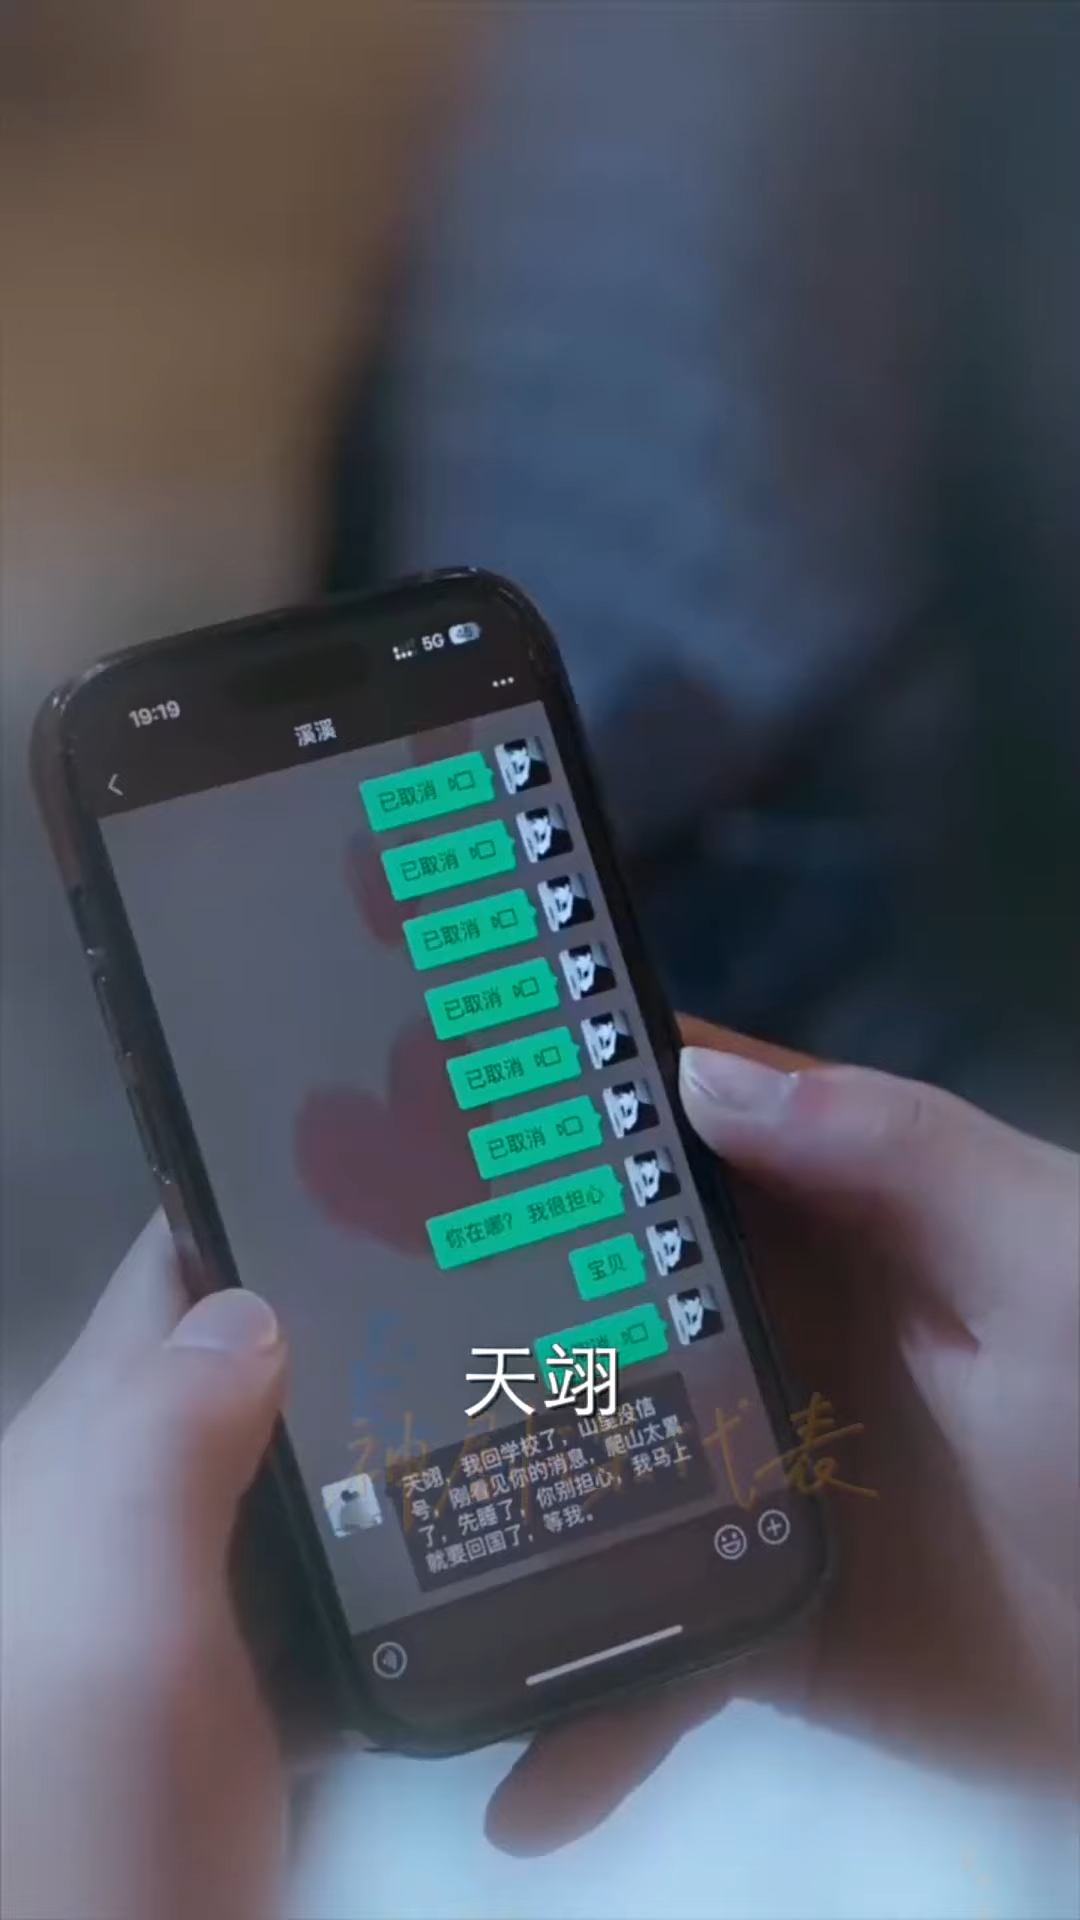 19:19
5G
溪溪
已取消
已取消
已取消
已取消
已取消
已取消
你在哪？ 我很担心
宝贝
天翊
天翊，我回学校了，山里没信
号，刚看见你的消息，爬山太累
了，先睡了，你别担心，我马上
就要回国了，等我。
代表